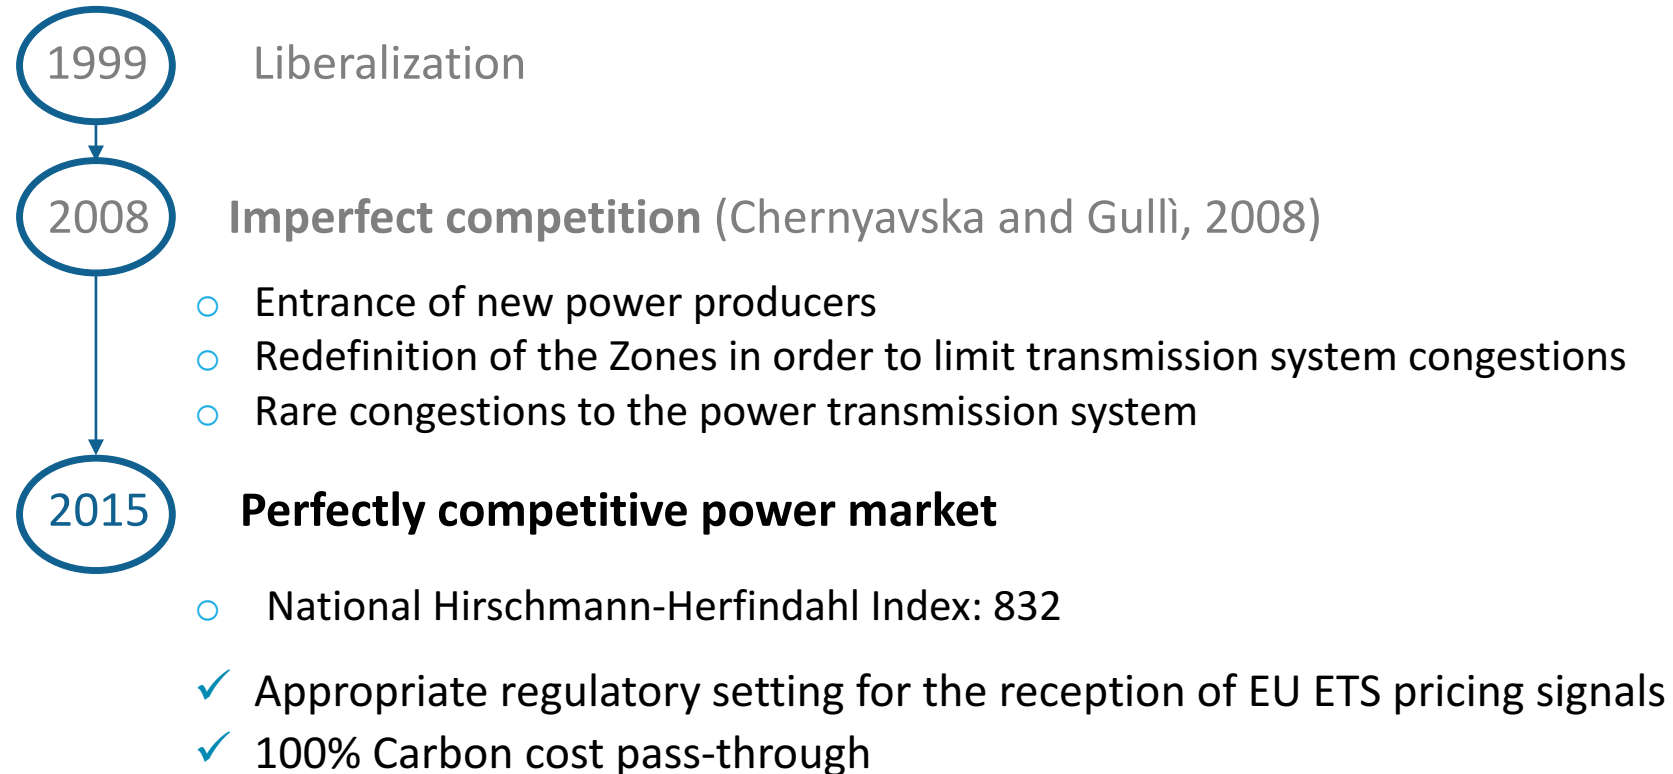 1999 Liberalization
2008 Imperfect competition (Chernyavska and Gullì, 2008)
o Entrance of new power producers
o Redefinition of the Zones in order to limit transmission system congestions
o Rare congestions to the power transmission system
2015 Perfectly competitive power market
o National Hirschmann-Herfindahl Index: 832
✓ Appropriate regulatory setting for the reception of EU ETS pricing signals
✓ 100% Carbon cost pass-through